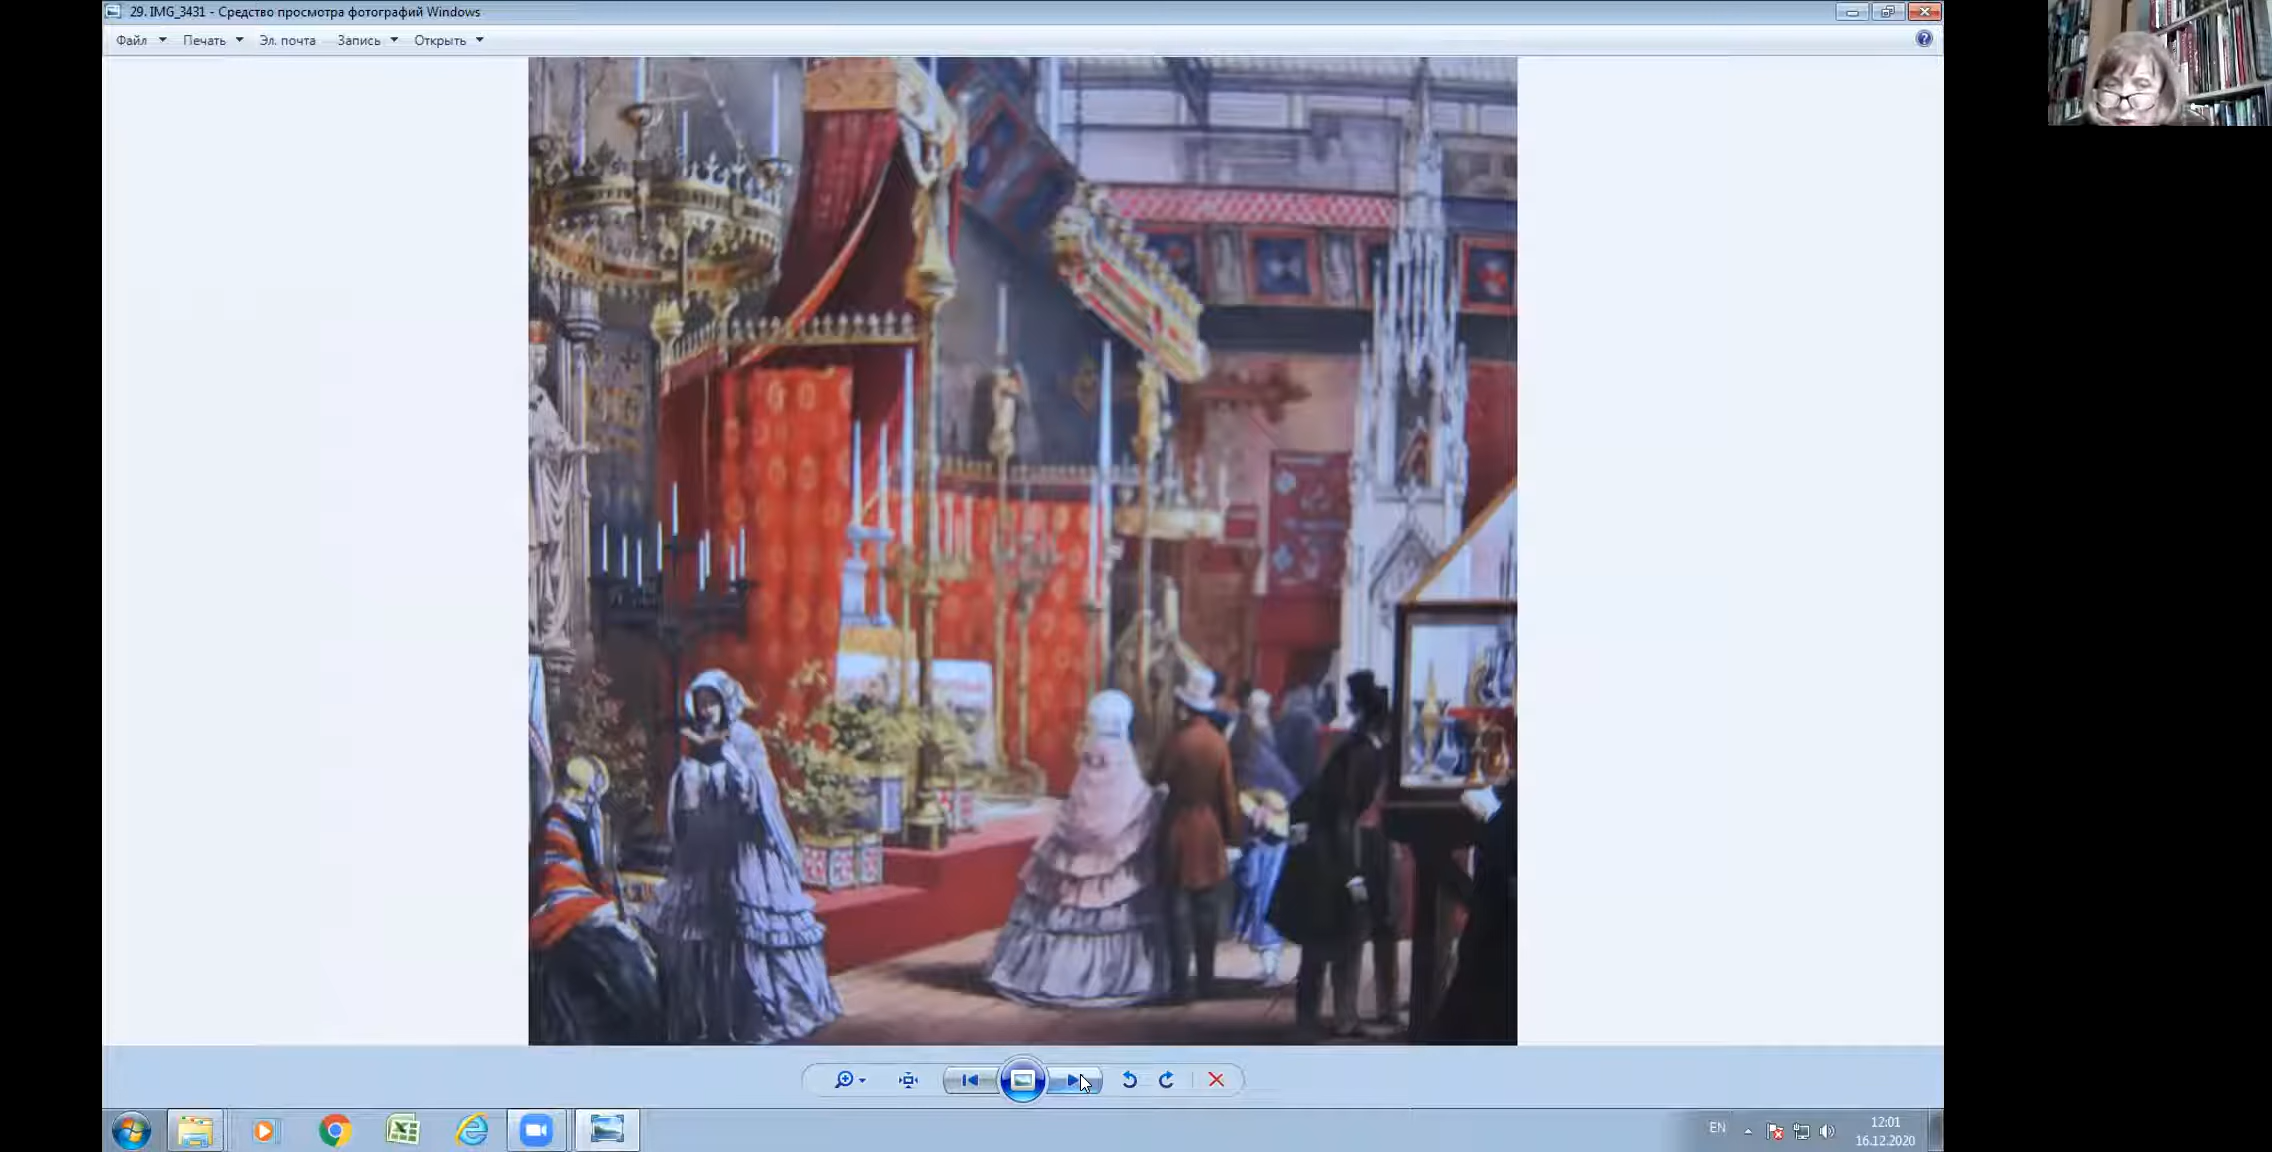 29. IMG_3431 - Средство просмотра фотографий Windows
Файл Печать Эл. почта Запись Открыть
EN
12:01
16.12.2020